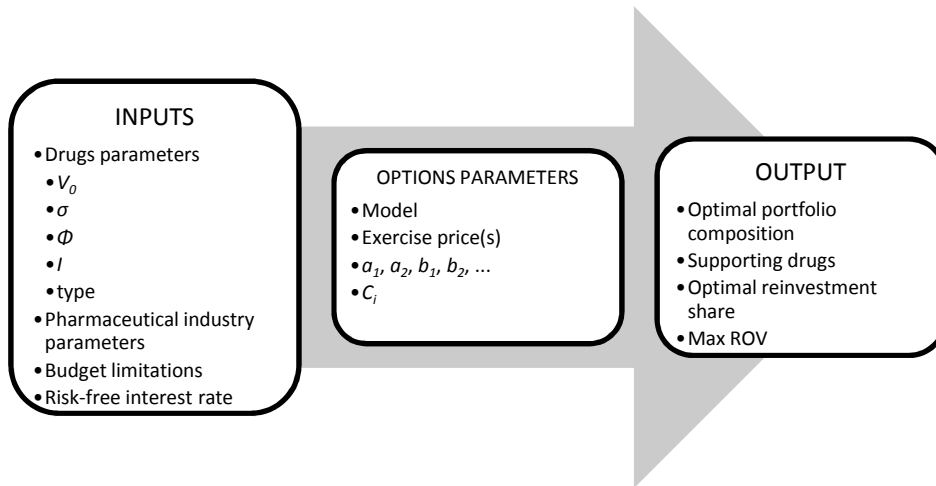 INPUTS
•Drugs parameters
•V₀
•σ
•Φ
•I
•type
•Pharmaceutical industry
parameters
•Budget limitations
•Risk-free interest rate
OPTIONS PARAMETERS
•Model
•Exercise price(s)
•a₁, a₂, b₁, b₂, ...
•Cᵢ
OUTPUT
•Optimal portfolio
composition
•Supporting drugs
•Optimal reinvestment
share
•Max ROV